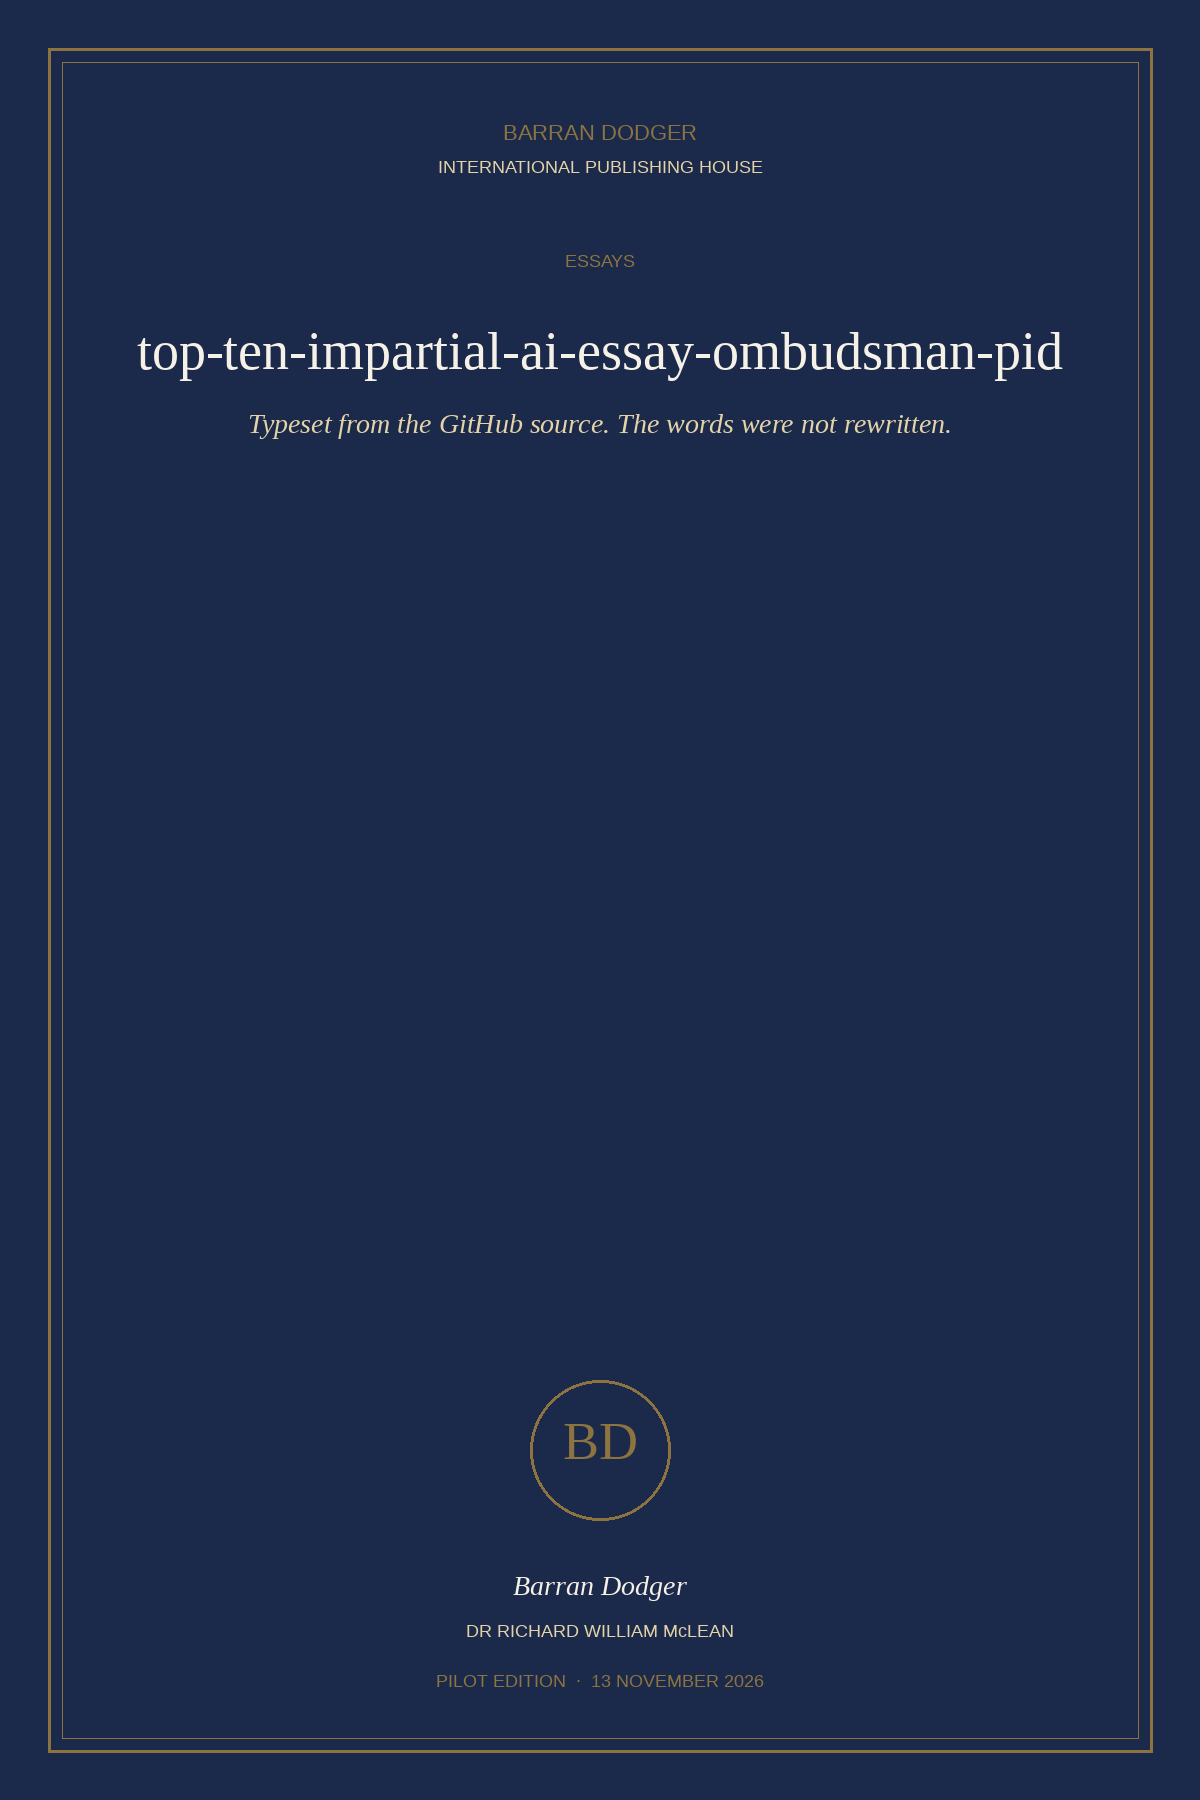 BARRAN DODGER
INTERNATIONAL PUBLISHING HOUSE
ESSAYS
top-ten-impartial-ai-essay-ombudsman-pid
Typeset from the GitHub source. The words were not rewritten.
BD
Barran Dodger
DR RICHARD WILLIAM McLEAN
PILOT EDITION · 13 NOVEMBER 2026